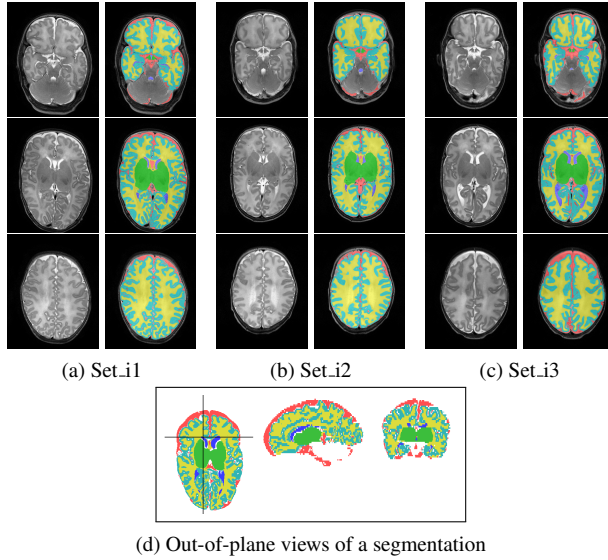 (a) Set_i1
(b) Set_i2
(c) Set_i3
(d) Out-of-plane views of a segmentation